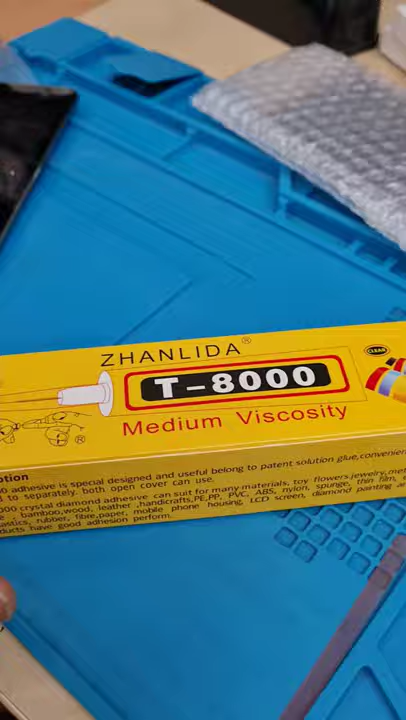 ZHANLIDA®
CLEAR
T-8000
Medium Viscosity
®
adhesive is special designed and useful belong to patent solution glue,
to separately. both open cover can use.
000 crystal diamond adhesive can suit for many materials, toy flowers,jewelry,
bamboo,wood, leather ,handicrafts,PE,PP, PVC, ABS, nylon, spunge, thin film,
rubber, fibre,paper, mobile phone housing, LCD screen, diamond painting
have good adhesion perform.